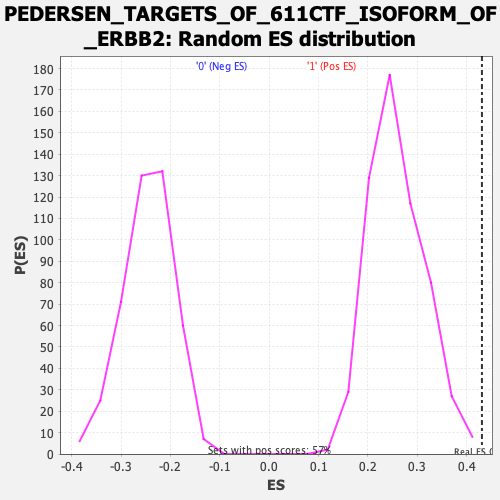 PEDERSEN_TARGETS_OF_611CTF_ISOFORM_OF
_ERBB2: Random ES distribution
'0' (Neg ES) '1' (Pos ES)
180
170
160
150
140
130
120
110
100
90
80
70
60
50
40
30
20
10
0
P(ES)
Sets with pos scores: 57%
Real ES
-0.4 -0.3 -0.2 -0.1 0.0 0.1 0.2 0.3 0.4
ES